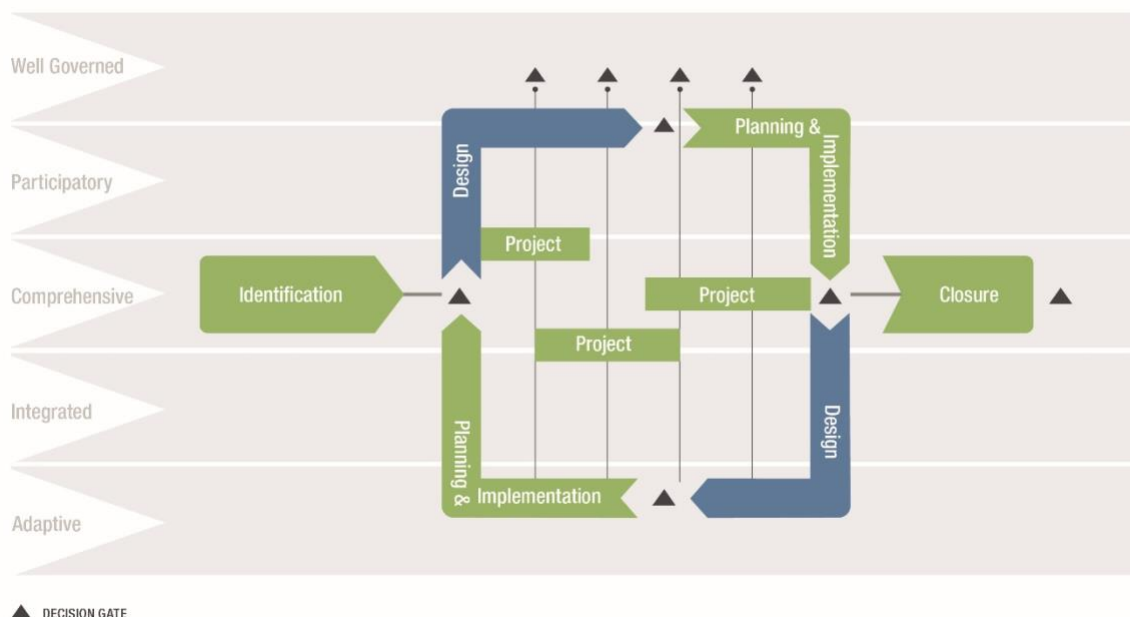 Well Governed
Planning &
Implementation
Design
Participatory
Project
Identification
Comprehensive
Project
Closure
Project
Integrated
Planning &
Implementation
Design
Adaptive
DECISION GATE